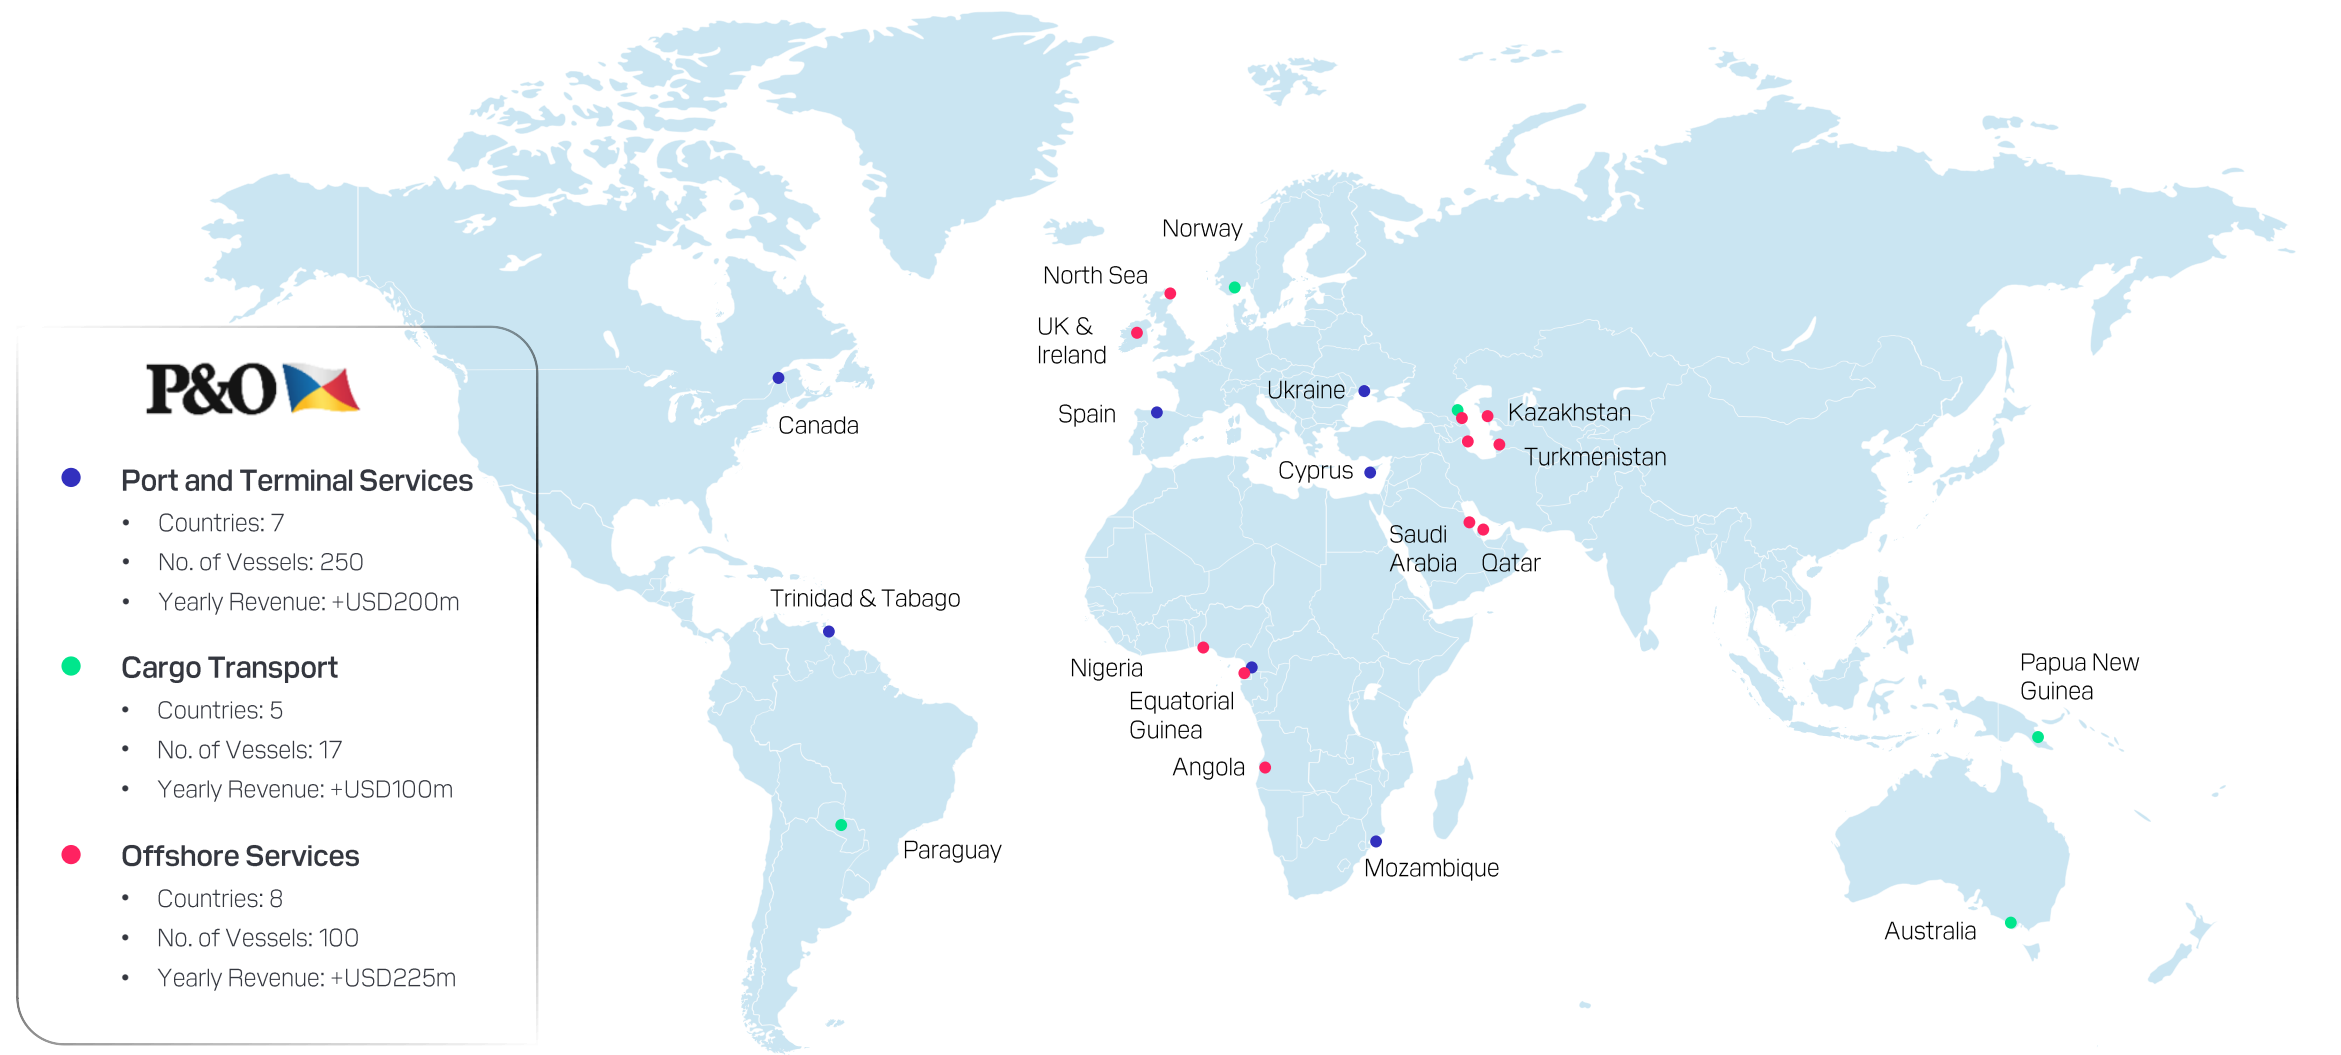 P&O
Port and Terminal Services
• Countries: 7
• No. of Vessels: 250
• Yearly Revenue: +USD200m
Cargo Transport
• Countries: 5
• No. of Vessels: 17
• Yearly Revenue: +USD100m
Offshore Services
• Countries: 8
• No. of Vessels: 100
• Yearly Revenue: +USD225m
Canada
Trinidad & Tabago
Paraguay
Norway
North Sea
UK &
Ireland
Spain
Ukraine
Cyprus
Kazakhstan
Turkmenistan
Saudi
Arabia
Qatar
Nigeria
Equatorial
Guinea
Angola
Mozambique
Papua New
Guinea
Australia